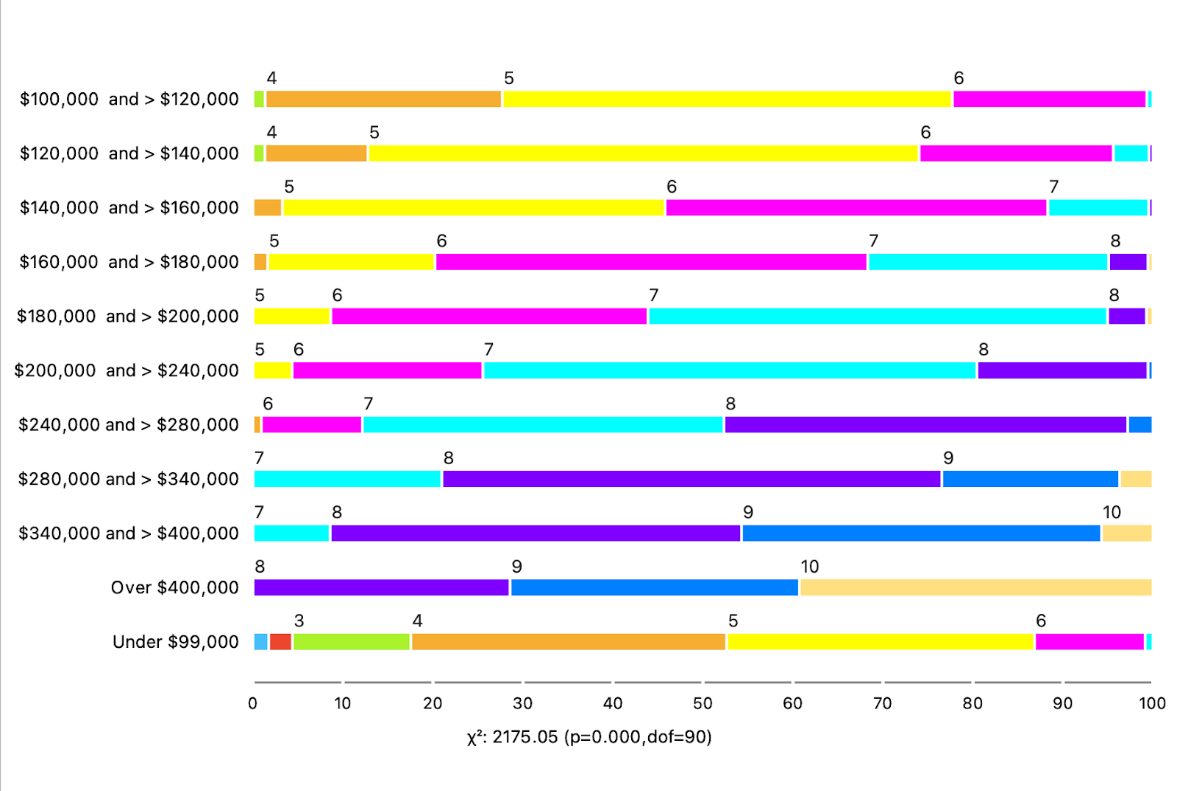 4 5 6
$100,000 and > $120,000
4 5 6
$120,000 and > $140,000
5 6 7
$140,000 and > $160,000
5 6 7 8
$160,000 and > $180,000
5 6 7 8
$180,000 and > $200,000
5 6 7 8
$200,000 and > $240,000
6 7 8
$240,000 and > $280,000
7 8 9
$280,000 and > $340,000
7 8 9 10
$340,000 and > $400,000
8 9 10
Over $400,000
3 4 5 6
Under $99,000
0 10 20 30 40 50 60 70 80 90 100
χ²: 2175.05 (p=0.000,dof=90)